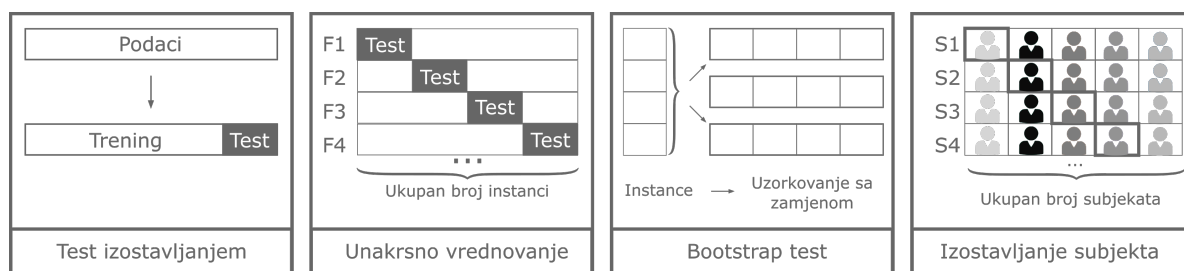 Podaci
Trening
Test
Test izostavljanjem
F1
Test
F2
Test
F3
Test
F4
Test
...
Ukupan broj instanci
Unakrsno vrednovanje
Instance
Uzorkovanje sa
zamjenom
Bootstrap test
S1
S2
S3
S4
...
Ukupan broj subjekata
Izostavljanje subjekta